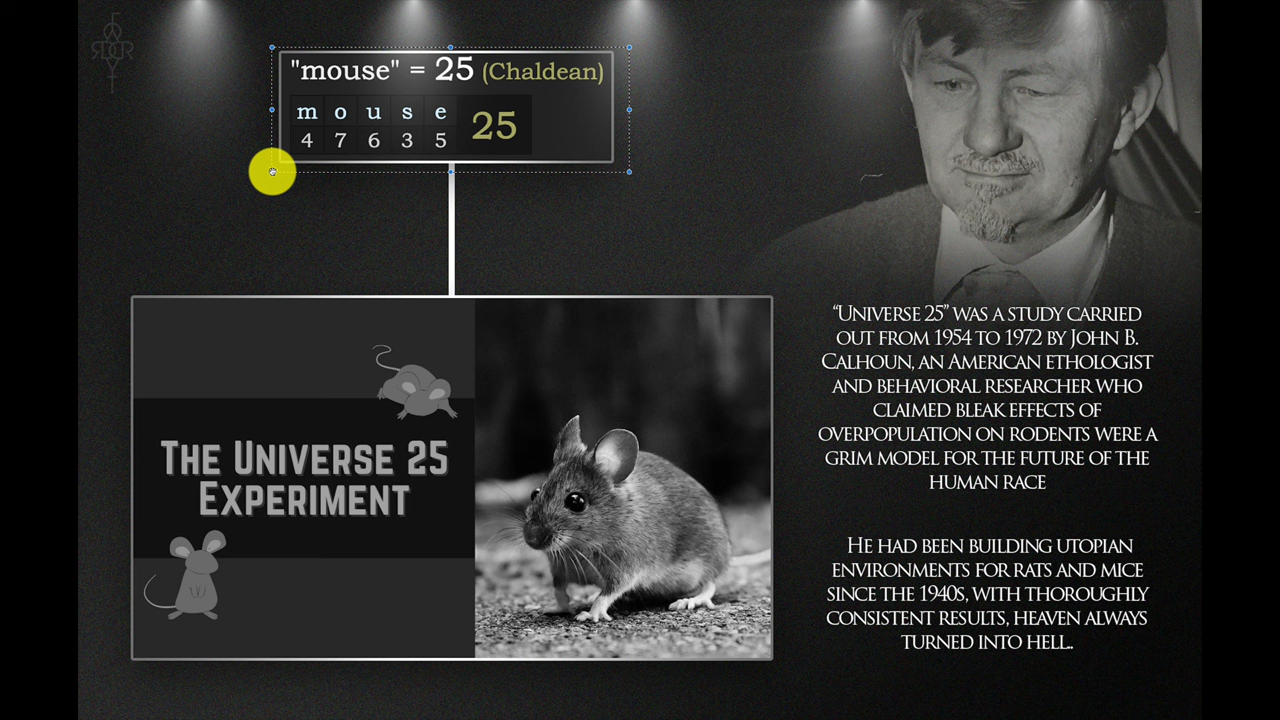 "mouse" = 25 (Chaldean)
m o u s e 25
4 7 6 3 5
The Universe 25
Experiment
“Universe 25” was a study carried
out from 1954 to 1972 by John B.
Calhoun, an American ethologist
and behavioral researcher who
claimed bleak effects of
overpopulation on rodents were a
grim model for the future of the
human race
He had been building utopian
environments for rats and mice
since the 1940s, with thoroughly
consistent results, heaven always
turned into hell..